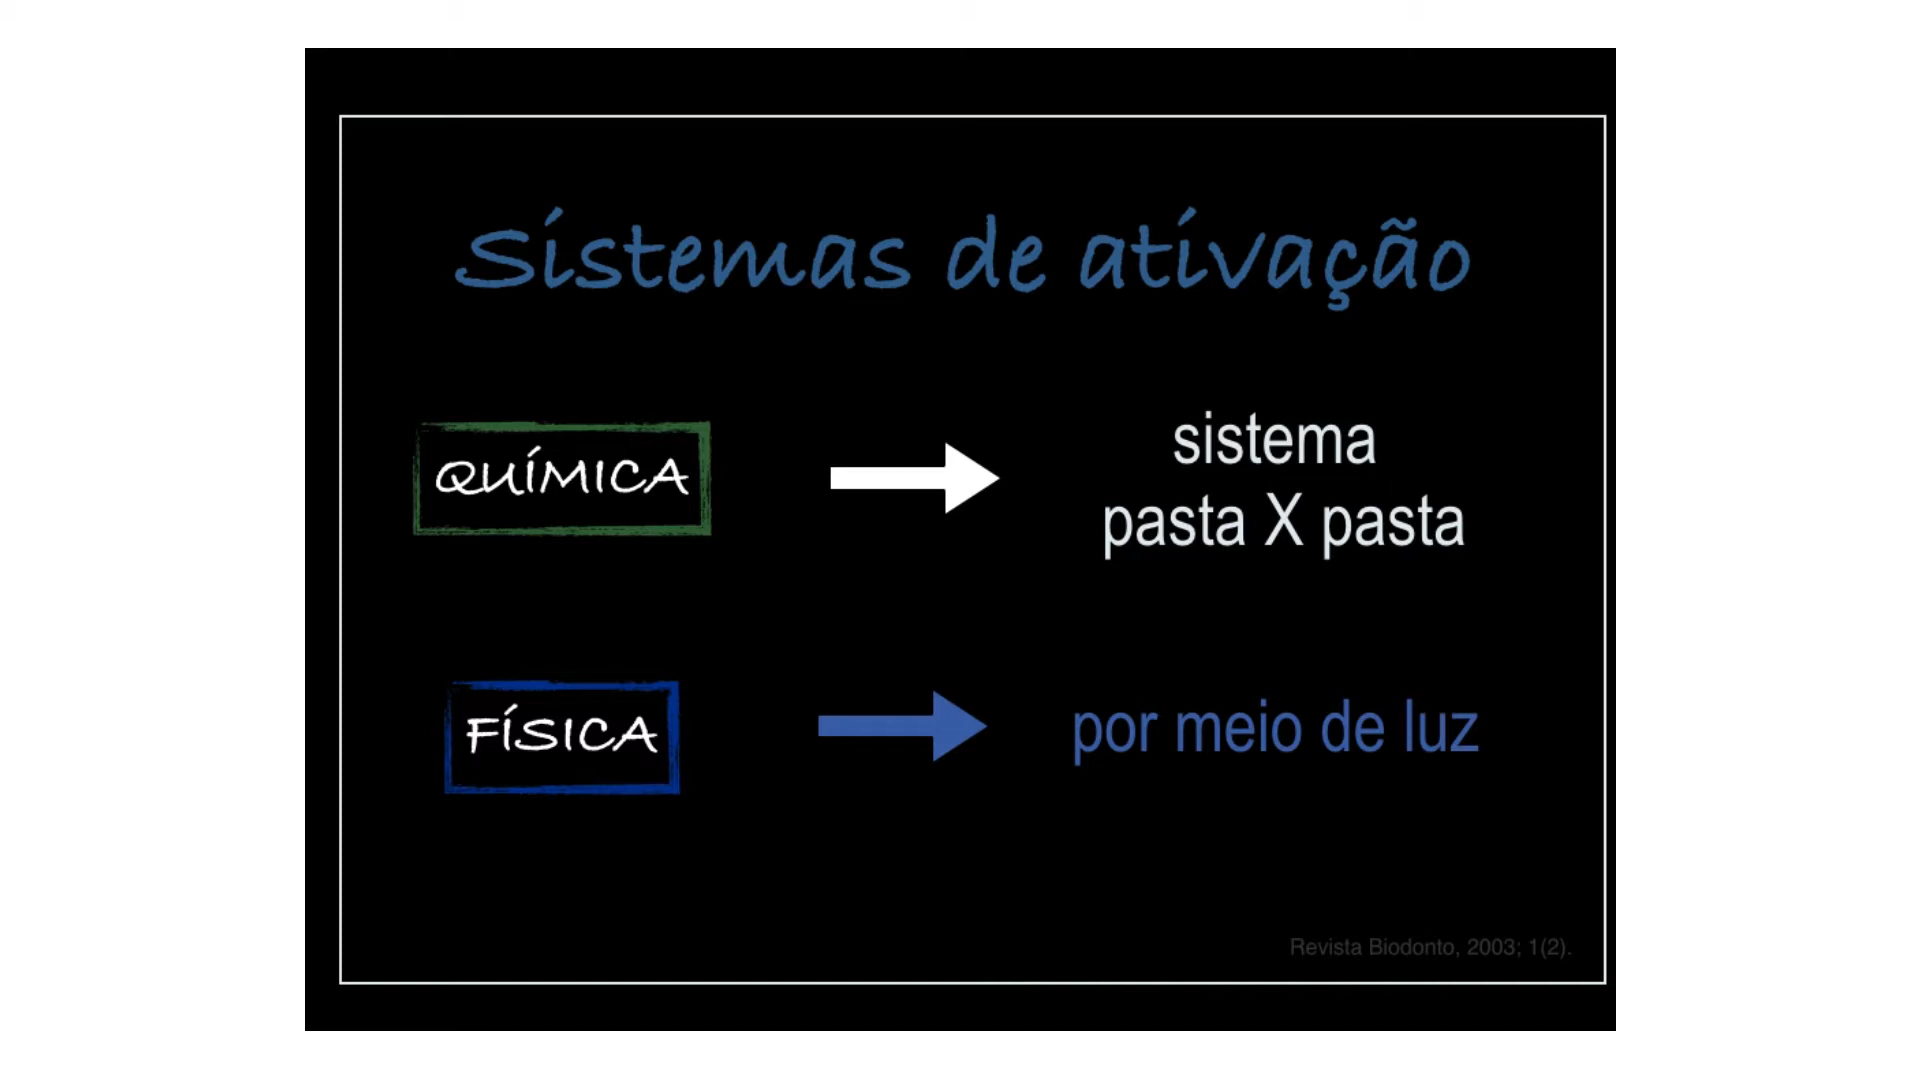 Sistemas de ativação
QUÍMICA
sistema
pasta X pasta
FÍSICA
por meio de luz
Revista Biodonto, 2003; 1(2).